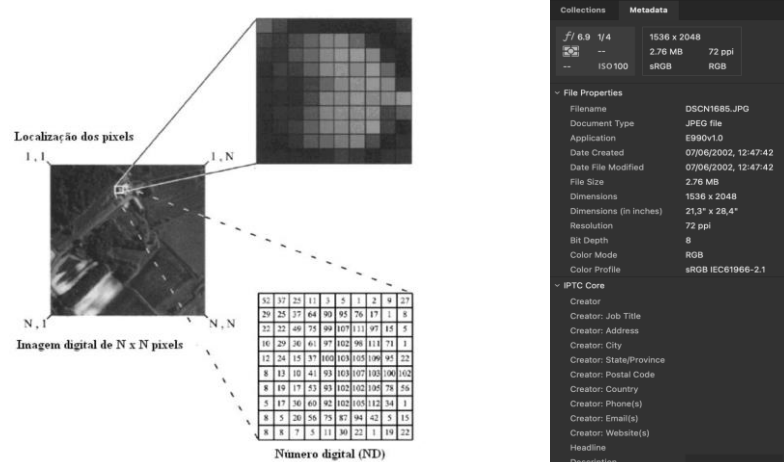 Localização dos pixels
1 , 1
1 , N
N , 1
N , N
Imagem digital de N x N pixels
52 37 25 11 3 5 1 2 9 27
29 25 37 64 90 95 76 17 1 8
22 22 49 75 99 107 111 97 15 5
10 29 30 61 97 102 98 111 71 1
12 24 15 37 100 103 105 109 95 22
8 13 10 41 93 103 107 103 100 102
8 19 17 53 93 102 102 105 78 56
5 17 30 60 92 102 105 112 34 1
8 5 20 56 75 87 94 42 5 15
8 8 7 5 11 30 22 1 19 22
Número digital (ND)
Collections Metadata
f/ 6.9 1/4
--
-- ISO100
1536 x 2048
2.76 MB 72 ppi
sRGB RGB
File Properties
Filename DSCN1685.JPG
Document Type JPEG file
Application E990v1.0
Date Created 07/06/2002, 12:47:42
Date File Modified 07/06/2002, 12:47:42
File Size 2.76 MB
Dimensions 1536 x 2048
Dimensions (in inches) 21,3" x 28,4"
Resolution 72 ppi
Bit Depth 8
Color Mode RGB
Color Profile sRGB IEC61966-2.1
IPTC Core
Creator
Creator: Job Title
Creator: Address
Creator: City
Creator: State/Province
Creator: Postal Code
Creator: Country
Creator: Phone(s)
Creator: Email(s)
Creator: Website(s)
Headline
Description